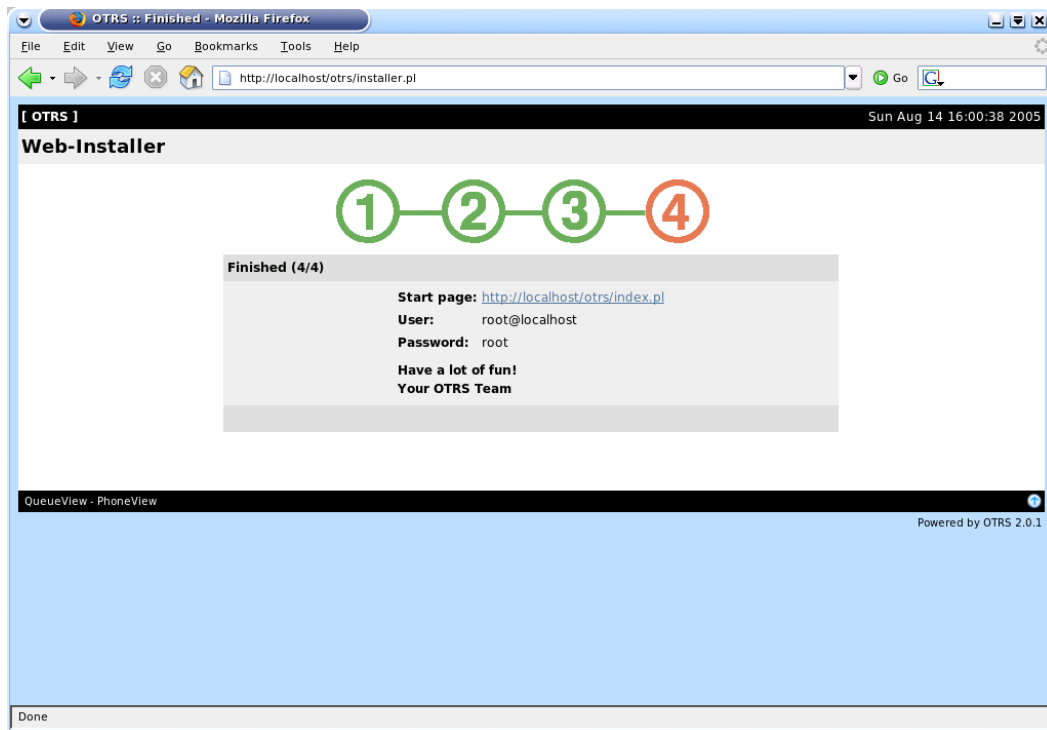 OTRS :: Finished - Mozilla Firefox
File Edit View Go Bookmarks Tools Help
http://localhost/otrs/installer.pl Go G
[ OTRS ] Sun Aug 14 16:00:38 2005
Web-Installer
1 2 3 4
Finished (4/4)
Start page: http://localhost/otrs/index.pl
User: root@localhost
Password: root
Have a lot of fun!
Your OTRS Team
QueueView - PhoneView
Powered by OTRS 2.0.1
Done